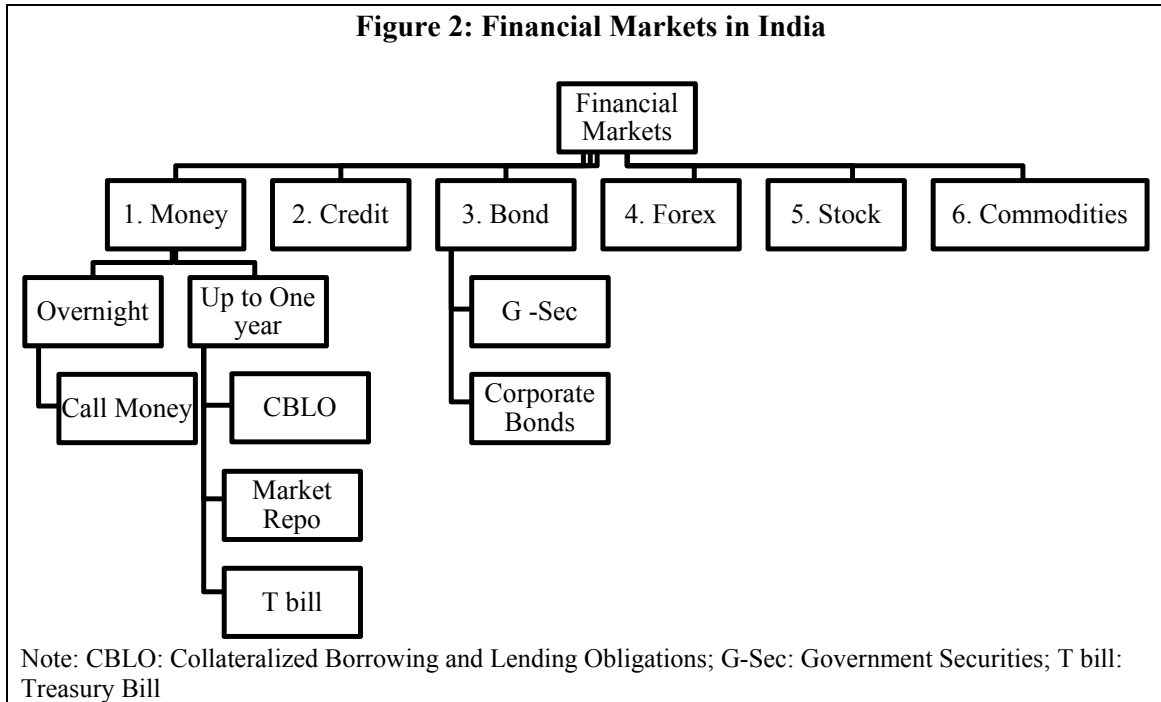 Figure 2: Financial Markets in India
Financial
Markets
1. Money
2. Credit
3. Bond
4. Forex
5. Stock
6. Commodities
Overnight
Up to One
year
G -Sec
Call Money
CBLO
Corporate
Bonds
Market
Repo
T bill
Note: CBLO: Collateralized Borrowing and Lending Obligations; G-Sec: Government Securities; T bill:
Treasury Bill